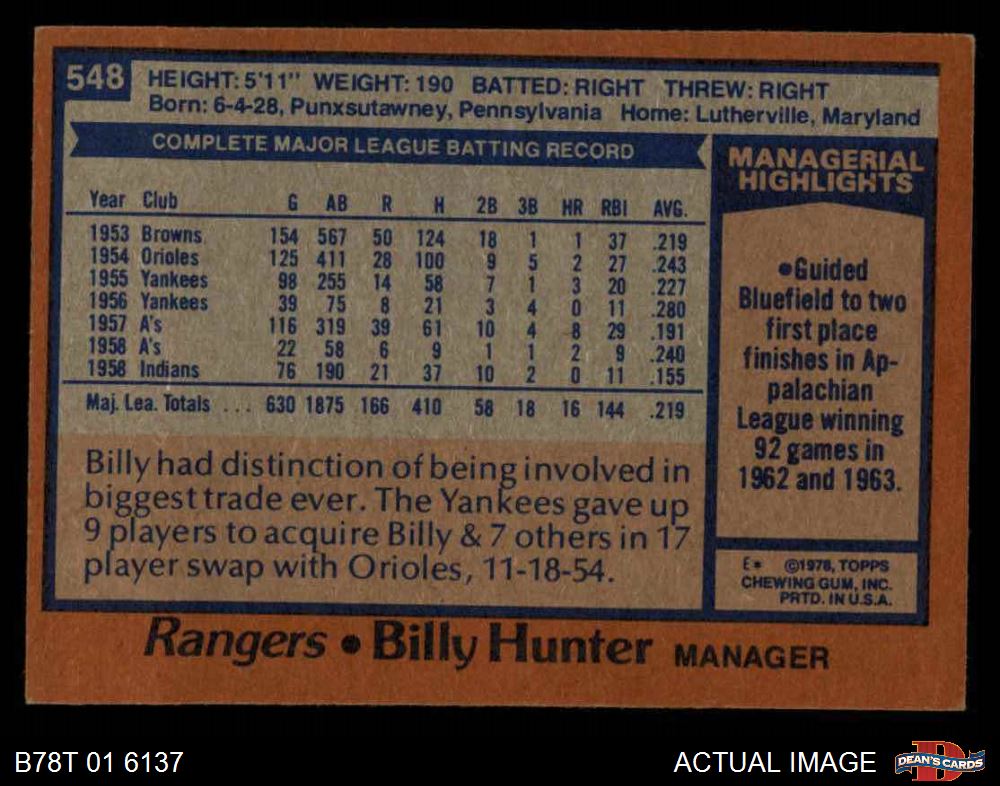 548
HEIGHT: 5'11" WEIGHT: 190 BATTED: RIGHT THREW: RIGHT
Born: 6-4-28, Punxsutawney, Pennsylvania Home: Lutherville, Maryland
COMPLETE MAJOR LEAGUE BATTING RECORD
Year Club G AB R H 2B 3B HR RBI AVG.
1953 Browns 154 567 50 124 18 1 1 37 .219
1954 Orioles 125 411 28 100 9 5 2 27 .243
1955 Yankees 98 255 14 58 7 1 3 20 .227
1956 Yankees 39 75 8 21 3 4 0 11 .280
1957 A's 116 319 39 61 10 4 8 29 .191
1958 A's 22 58 6 9 1 1 2 9 .240
1958 Indians 76 190 21 37 10 2 0 11 .155
Maj. Lea. Totals ... 630 1875 166 410 58 18 16 144 .219
Billy had distinction of being involved in
biggest trade ever. The Yankees gave up
9 players to acquire Billy & 7 others in 17
player swap with Orioles, 11-18-54.
MANAGERIAL
HIGHLIGHTS
●Guided
Bluefield to two
first place
finishes in Ap-
palachian
League winning
92 games in
1962 and 1963.
E* ©1978, TOPPS
CHEWING GUM, INC.
PRTD. IN U.S.A.
Rangers • Billy Hunter MANAGER
B78T 01 6137
ACTUAL IMAGE
D
DEAN'S CARDS